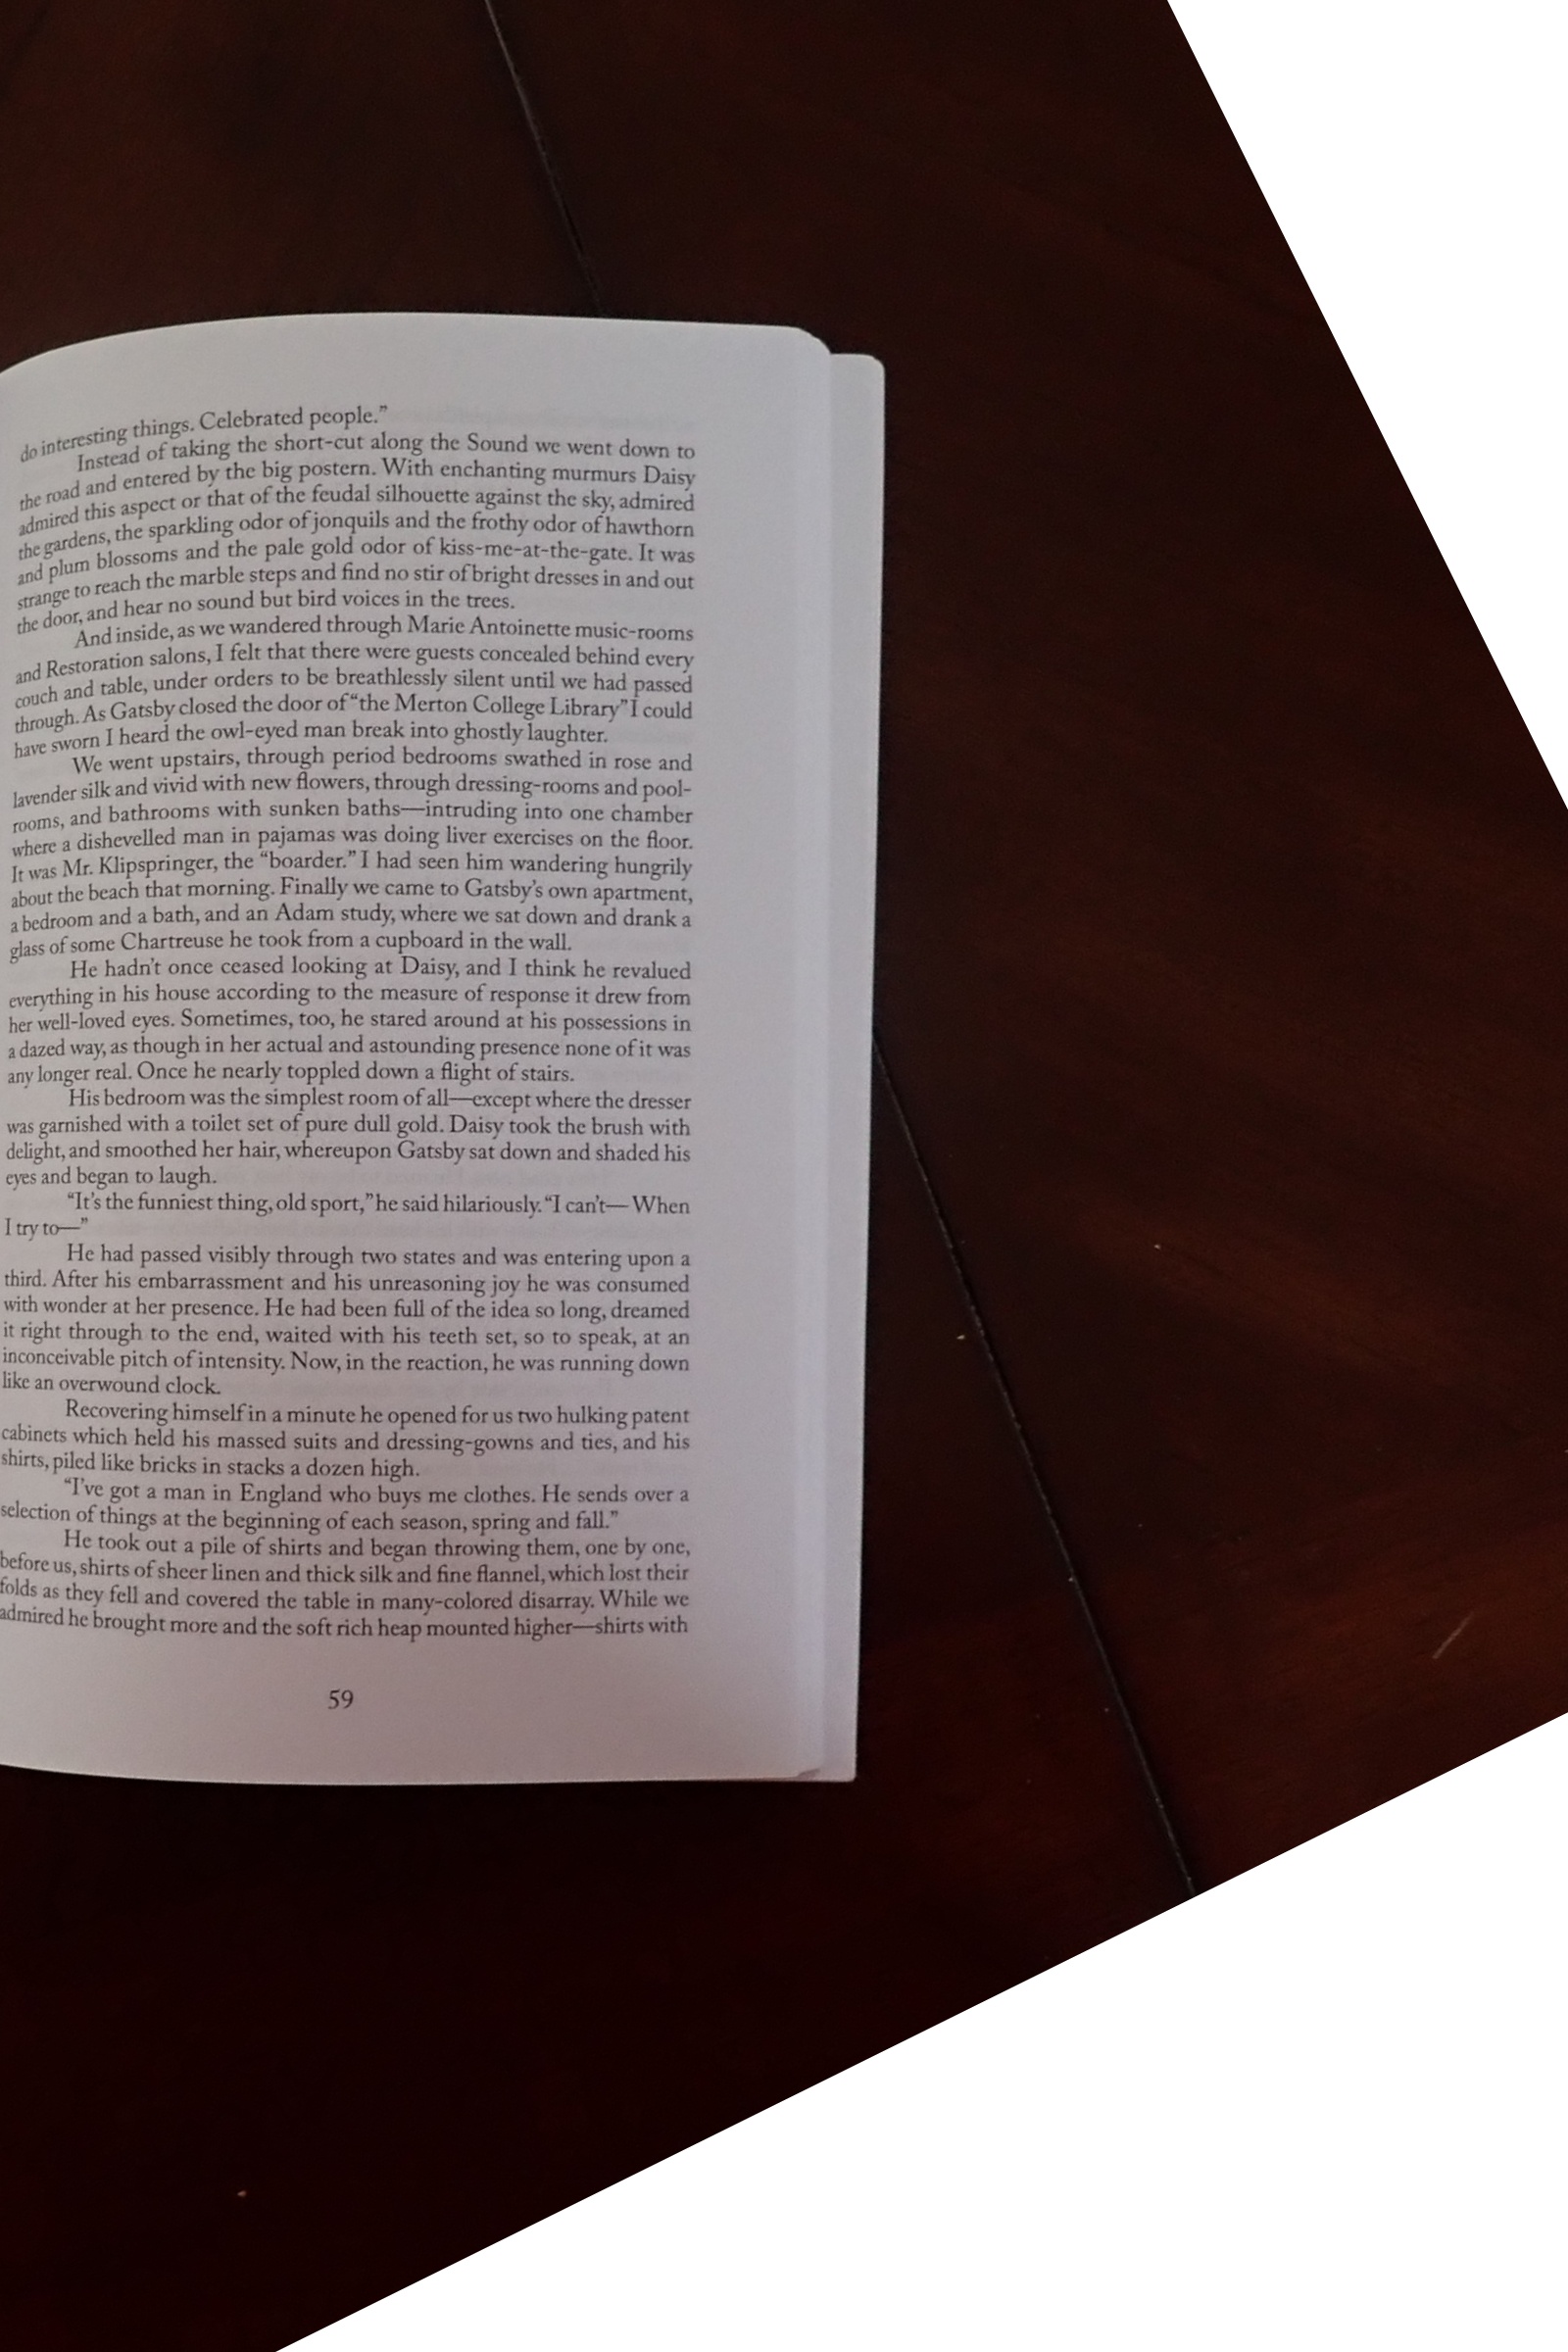 do interesting things. Celebrated people.”
Instead of taking the short-cut along the Sound we went down to
the road and entered by the big postern. With enchanting murmurs Daisy
admired this aspect or that of the feudal silhouette against the sky, admired
the gardens, the sparkling odor of jonquils and the frothy odor of hawthorn
and plum blossoms and the pale gold odor of kiss-me-at-the-gate. It was
strange to reach the marble steps and find no stir of bright dresses in and out
the door, and hear no sound but bird voices in the trees.
And inside, as we wandered through Marie Antoinette music-rooms
and Restoration salons, I felt that there were guests concealed behind every
couch and table, under orders to be breathlessly silent until we had passed
through. As Gatsby closed the door of “the Merton College Library” I could
have sworn I heard the owl-eyed man break into ghostly laughter.
We went upstairs, through period bedrooms swathed in rose and
lavender silk and vivid with new flowers, through dressing-rooms and pool-
rooms, and bathrooms with sunken baths—intruding into one chamber
where a dishevelled man in pajamas was doing liver exercises on the floor.
It was Mr. Klipspringer, the “boarder.” I had seen him wandering hungrily
about the beach that morning. Finally we came to Gatsby’s own apartment,
a bedroom and a bath, and an Adam study, where we sat down and drank a
glass of some Chartreuse he took from a cupboard in the wall.
He hadn’t once ceased looking at Daisy, and I think he revalued
everything in his house according to the measure of response it drew from
her well-loved eyes. Sometimes, too, he stared around at his possessions in
a dazed way, as though in her actual and astounding presence none of it was
any longer real. Once he nearly toppled down a flight of stairs.
His bedroom was the simplest room of all—except where the dresser
was garnished with a toilet set of pure dull gold. Daisy took the brush with
delight, and smoothed her hair, whereupon Gatsby sat down and shaded his
eyes and began to laugh.
“It’s the funniest thing, old sport,” he said hilariously. “I can’t— When
I try to—”
He had passed visibly through two states and was entering upon a
third. After his embarrassment and his unreasoning joy he was consumed
with wonder at her presence. He had been full of the idea so long, dreamed
it right through to the end, waited with his teeth set, so to speak, at an
inconceivable pitch of intensity. Now, in the reaction, he was running down
like an overwound clock.
Recovering himself in a minute he opened for us two hulking patent
cabinets which held his massed suits and dressing-gowns and ties, and his
shirts, piled like bricks in stacks a dozen high.
“I’ve got a man in England who buys me clothes. He sends over a
selection of things at the beginning of each season, spring and fall.”
He took out a pile of shirts and began throwing them, one by one,
before us, shirts of sheer linen and thick silk and fine flannel, which lost their
folds as they fell and covered the table in many-colored disarray. While we
admired he brought more and the soft rich heap mounted higher—shirts with
59